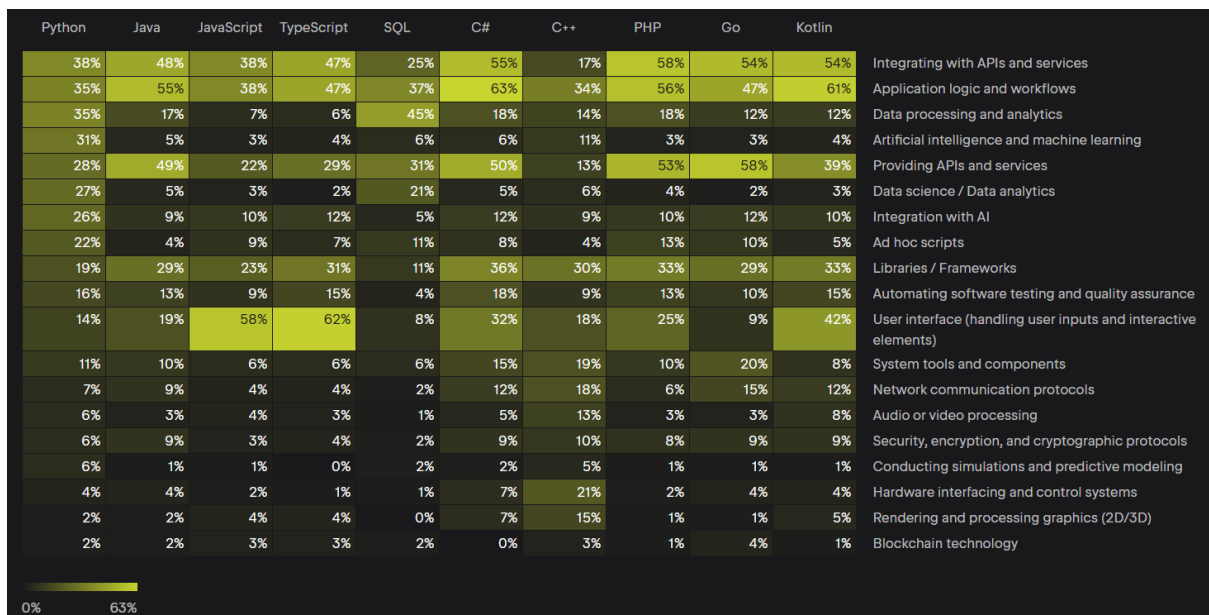 Python Java JavaScript TypeScript SQL C# C++ PHP Go Kotlin
38% 48% 38% 47% 25% 55% 17% 58% 54% 54% Integrating with APIs and services
35% 55% 38% 47% 37% 63% 34% 56% 47% 61% Application logic and workflows
35% 17% 7% 6% 45% 18% 14% 18% 12% 12% Data processing and analytics
31% 5% 3% 4% 6% 6% 11% 3% 3% 4% Artificial intelligence and machine learning
28% 49% 22% 29% 31% 50% 13% 53% 58% 39% Providing APIs and services
27% 5% 3% 2% 21% 5% 6% 4% 2% 3% Data science / Data analytics
26% 9% 10% 12% 5% 12% 9% 10% 12% 10% Integration with AI
22% 4% 9% 7% 11% 8% 4% 13% 10% 5% Ad hoc scripts
19% 29% 23% 31% 11% 36% 30% 33% 29% 33% Libraries / Frameworks
16% 13% 9% 15% 4% 18% 9% 13% 10% 15% Automating software testing and quality assurance
14% 19% 58% 62% 8% 32% 18% 25% 9% 42% User interface (handling user inputs and interactive
elements)
11% 10% 6% 6% 6% 15% 19% 10% 20% 8% System tools and components
7% 9% 4% 4% 2% 12% 18% 6% 15% 12% Network communication protocols
6% 3% 4% 3% 1% 5% 13% 3% 3% 8% Audio or video processing
6% 9% 3% 4% 2% 9% 10% 8% 9% 9% Security, encryption, and cryptographic protocols
6% 1% 1% 0% 2% 2% 5% 1% 1% 1% Conducting simulations and predictive modeling
4% 4% 2% 1% 1% 7% 21% 2% 4% 4% Hardware interfacing and control systems
2% 2% 4% 4% 0% 7% 15% 1% 1% 5% Rendering and processing graphics (2D/3D)
2% 2% 3% 3% 2% 0% 3% 1% 4% 1% Blockchain technology
0% 63%